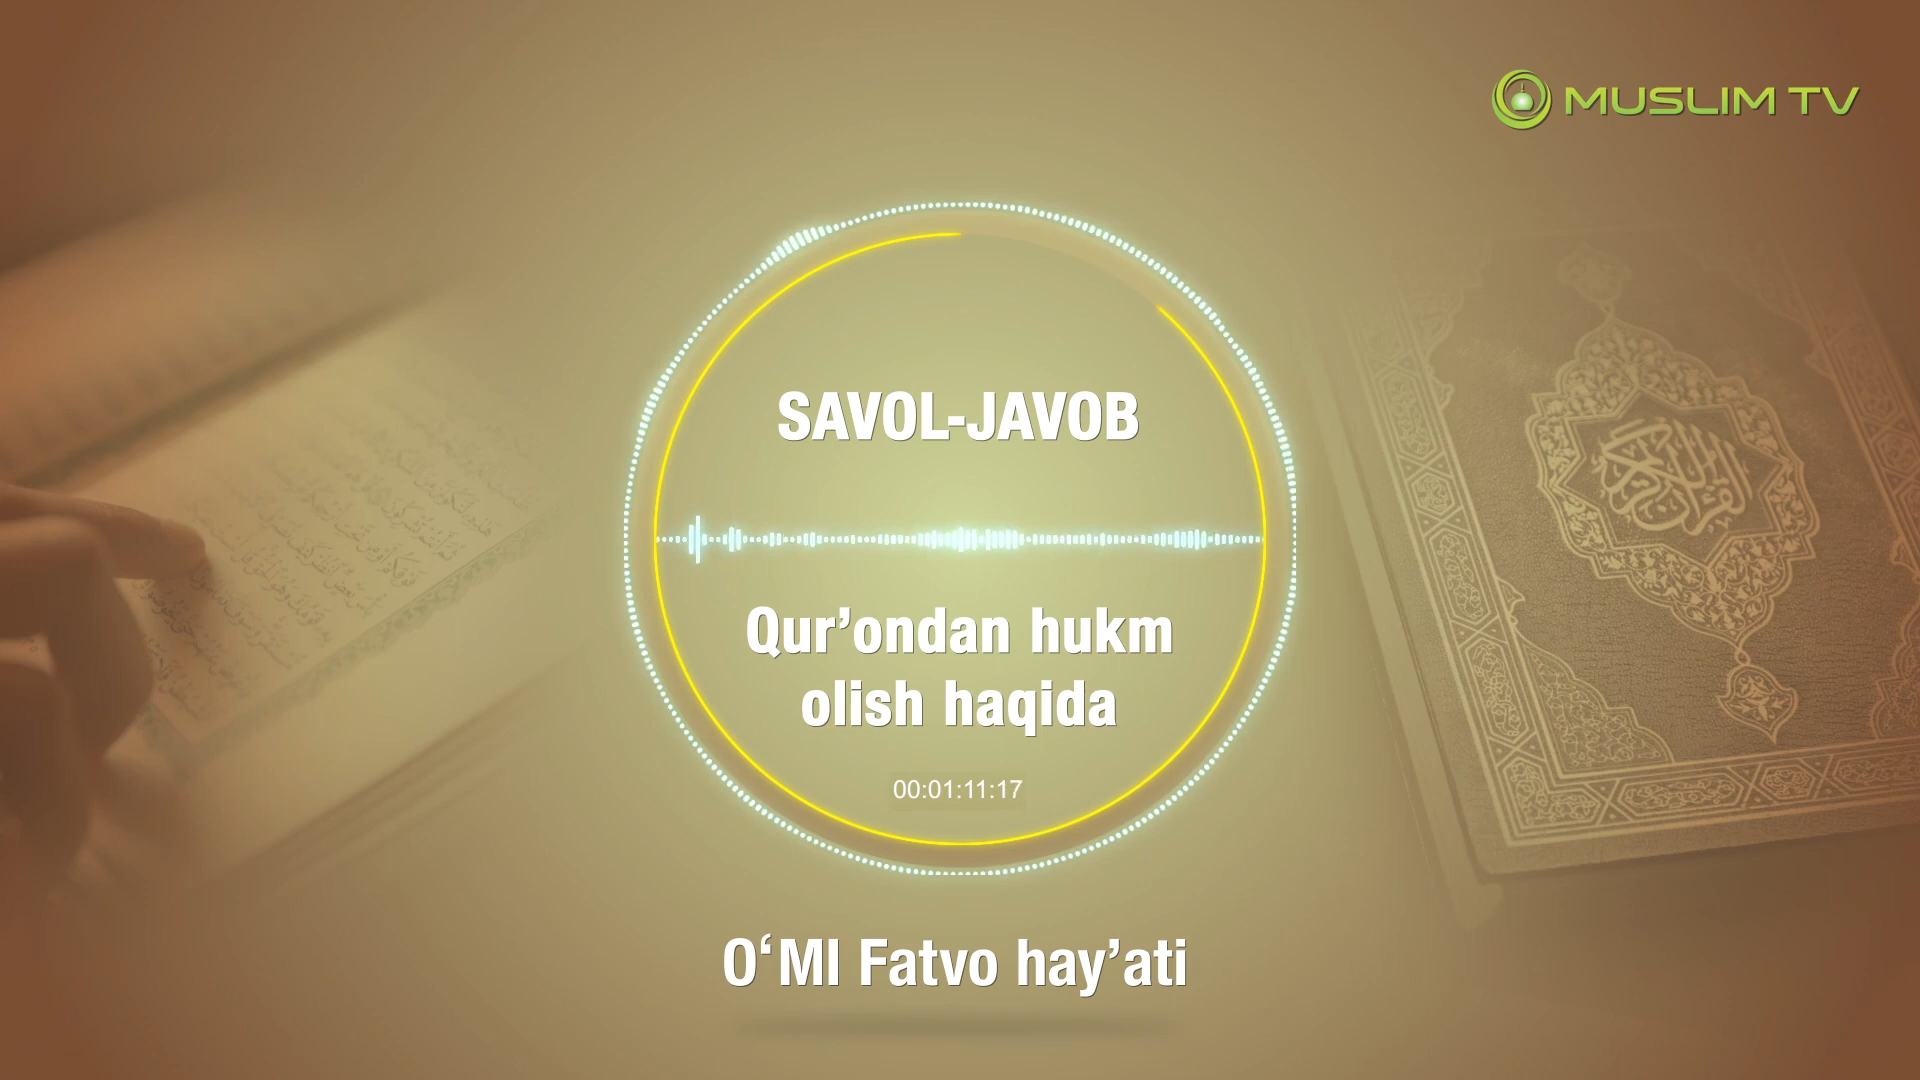 MUSLIM TV
SAVOL-JAVOB
Qur’ondan hukm
olish haqida
00:01:11:17
O‘MI Fatvo hay’ati